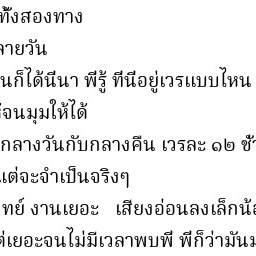 ทั้งสองทาง
ลายวัน
นก็ได้นี่นา พี่รู้ ที่นี่อยู่เวรแบบไหน
จนมุมให้ได้
กลางวันกับกลางคืน เวรละ ๑๒ ชั่
แต่จะจำเป็นจริงๆ
ทย์ งานเยอะ เสียงอ่อนลงเล็กน้
ต่เยอะจนไม่มีเวลาพบพี่ พี่ก็ว่ามัน